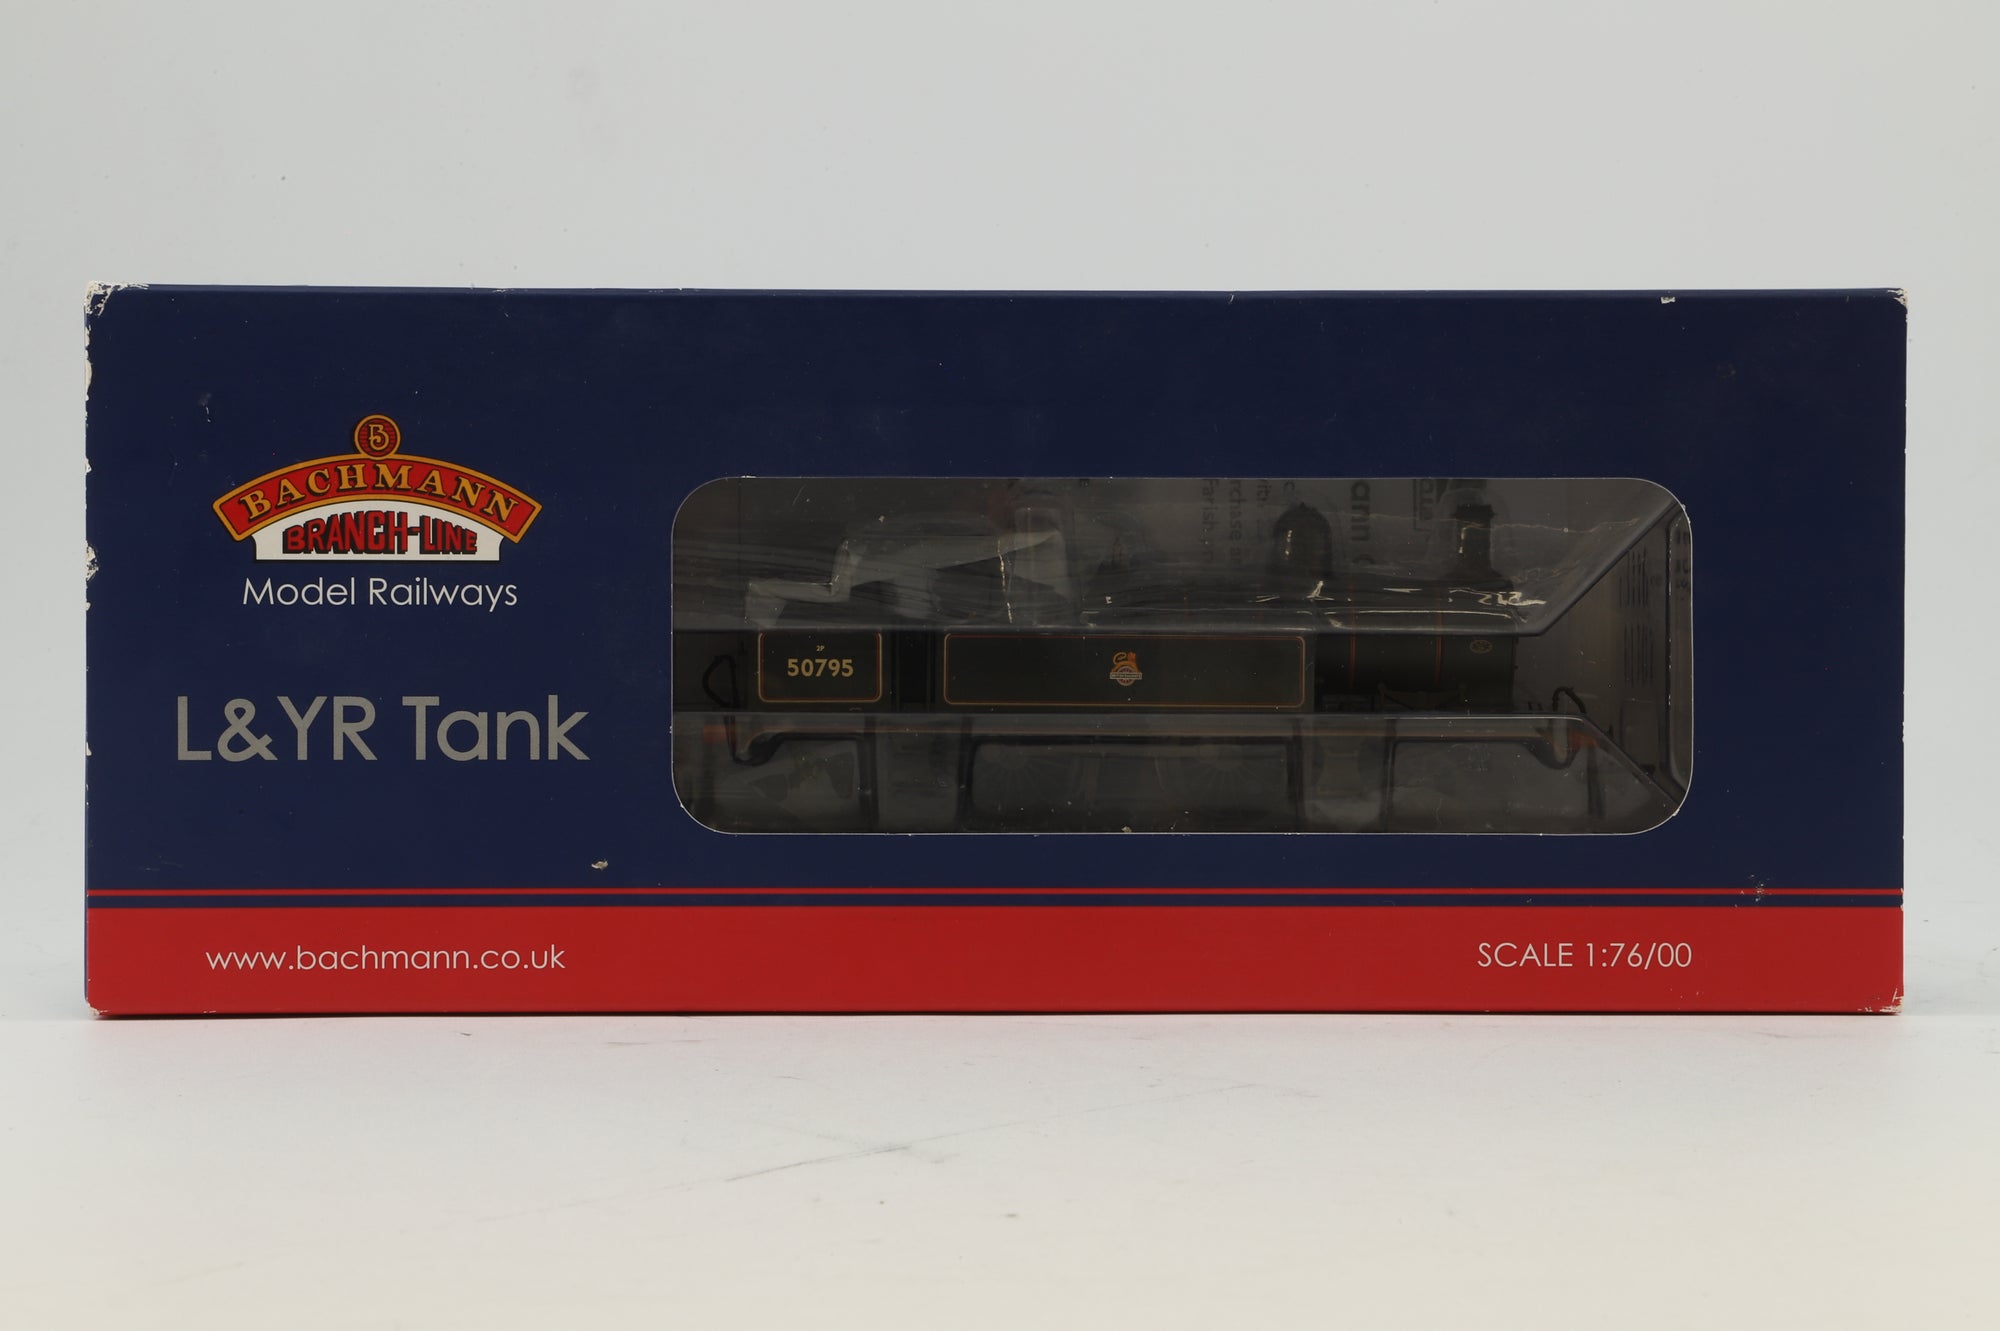 B
BACHMANN
BRANCH-LINE
Model Railways
L&YR Tank
2P
50795
www.bachmann.co.uk
SCALE 1:76/00